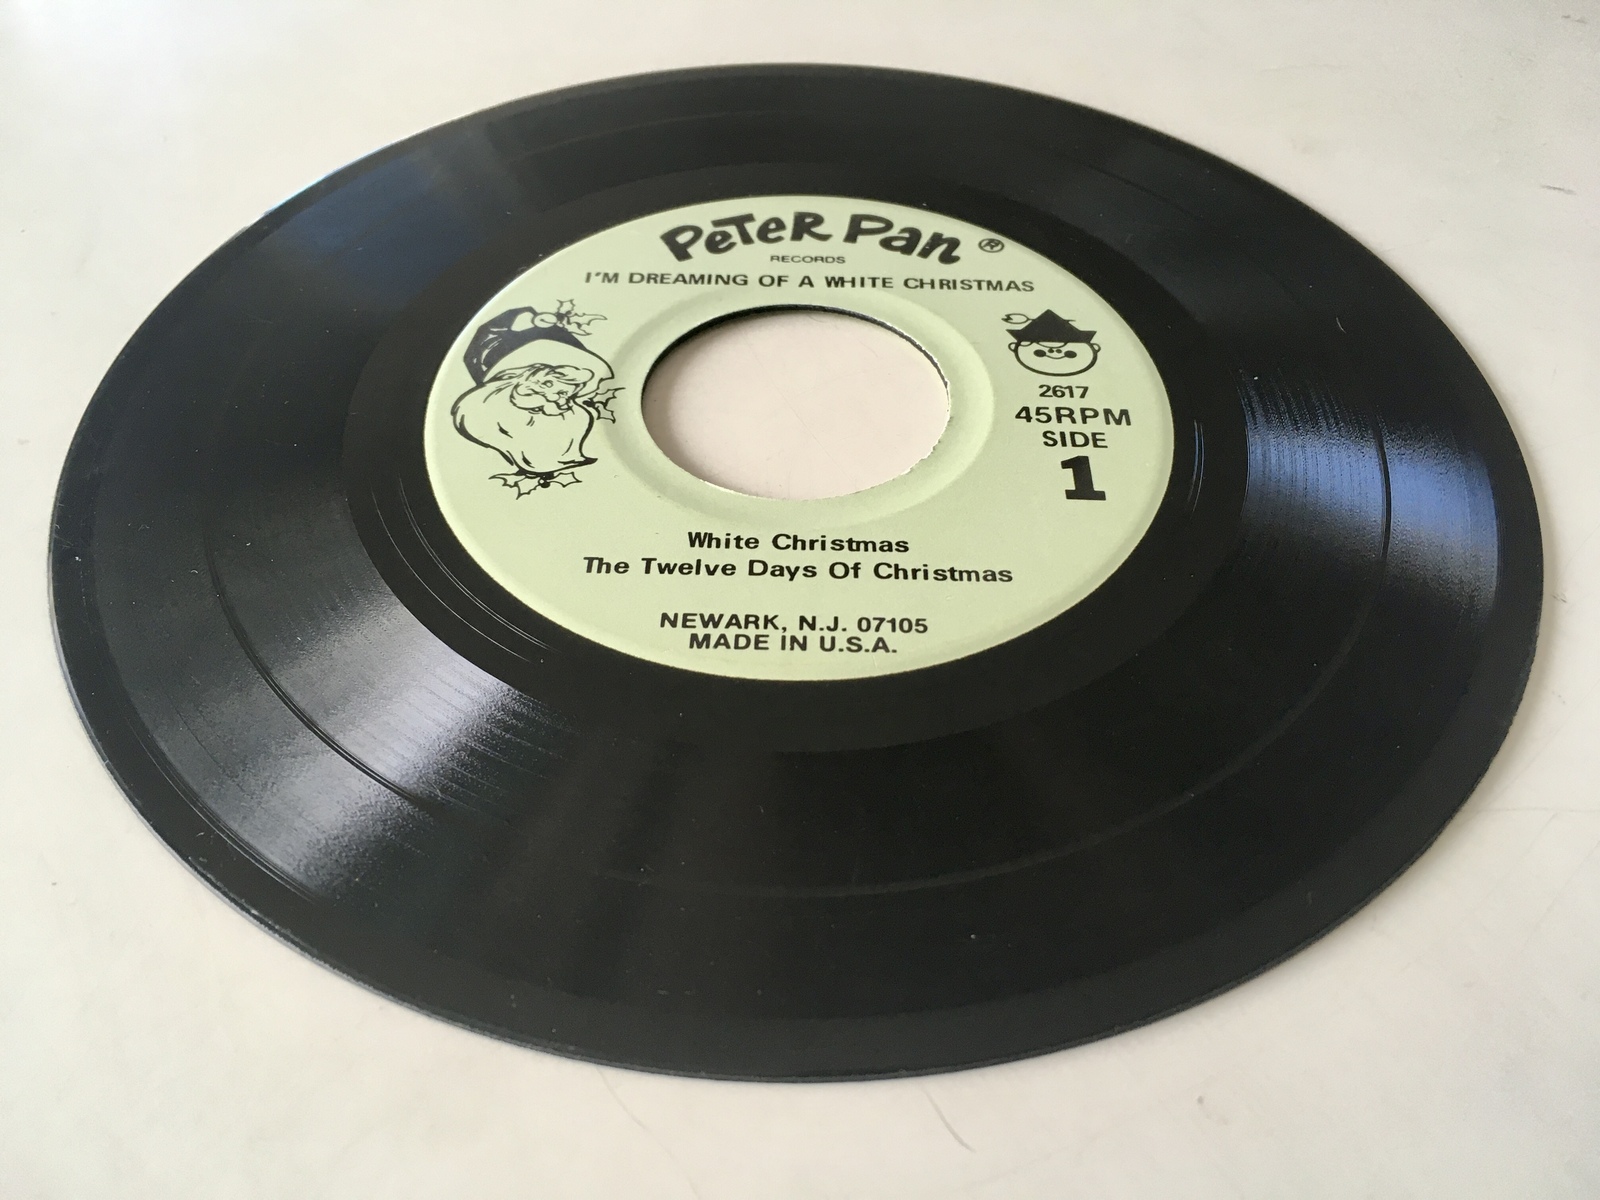 PETER PAN ®
RECORDS
I'M DREAMING OF A WHITE CHRISTMAS
2617
45RPM
SIDE
1
White Christmas
The Twelve Days Of Christmas
NEWARK, N.J. 07105
MADE IN U.S.A.